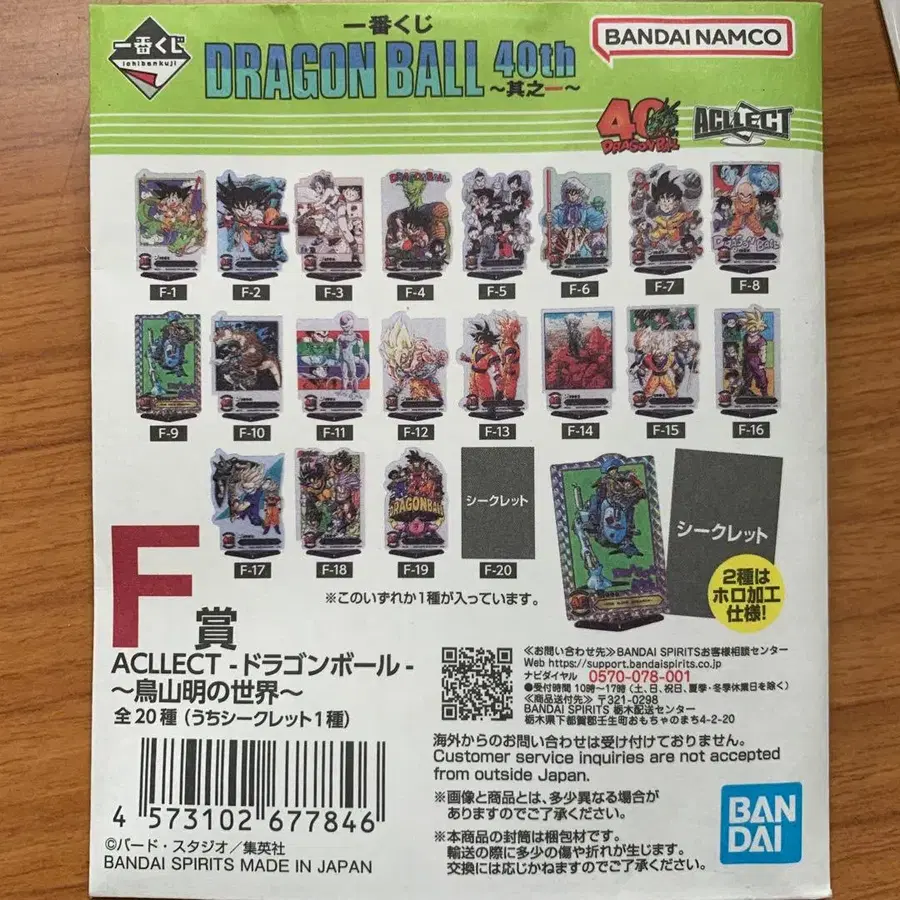 一番くじ
ichibankuji
一番くじ
DRAGON BALL 40th
～其之一～
BANDAI NAMCO
40
DRAGON BALL
ACLLECT
F-1
F-2
F-3
F-4
F-5
F-6
F-7
F-8
F-9
F-10
F-11
F-12
F-13
F-14
F-15
F-16
F-17
F-18
F-19
シークレット
F-20
シークレット
2種は
ホロ加工
仕様!
※このいずれか1種が入っています。
F賞
ACLLECT -ドラゴンボール-
～鳥山明の世界～
全20種 (うちシークレット1種)
≪お問い合わせ先≫BANDAI SPIRITSお客様相談センター
Web https://support.bandaispirits.co.jp
ナビダイヤル 0570-078-001
●受付時間 10時～17時 (土、日、祝日、夏季・冬季休業日を除く)
≪商品送付先≫ 〒321-0298
BANDAI SPIRITS 栃木配送センター
栃木県下都賀郡壬生町おもちゃのまち4-2-20
海外からのお問い合わせは受け付けておりません。
Customer service inquiries are not accepted
from outside Japan.
※画像と商品とは、多少異なる場合が
ありますのでご了承ください。
※本商品の封筒は梱包材です。
輸送の際に多少の傷や折れが生じます。
交換には応じかねますのでご了承ください。
4 573102 677846
©バード・スタジオ/集英社
BANDAI SPIRITS MADE IN JAPAN
BAN
DAI